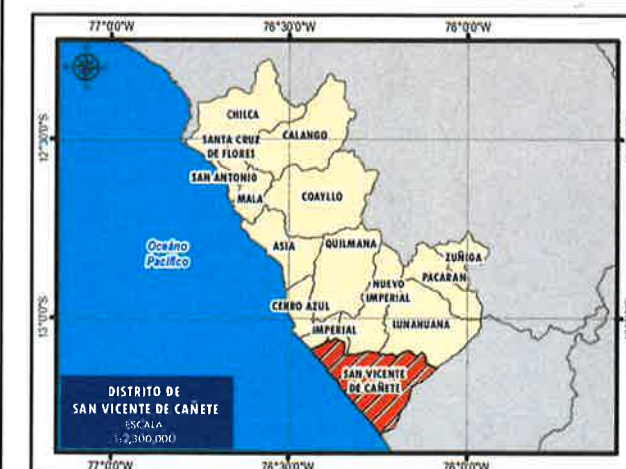 77°0'0"W
76°30'0"W
76°0'0"W
12°30'0"S
13°0'0"S
CHILCA
CALANGO
SANTA CRUZ
DE FLORES
SAN ANTONIO
MALA
COAYLLO
Océano
Pacífico
ASIA
QUILMANA
ZUÑIGA
PACARAN
NUEVO
IMPERIAL
CERRO AZUL
IMPERIAL
LUNAHUANA
SAN VICENTE
DE CAÑETE
DISTRITO DE
SAN VICENTE DE CAÑETE
ESCALA
1:2,300,000
77°0'0"W
76°30'0"W
76°0'0"W